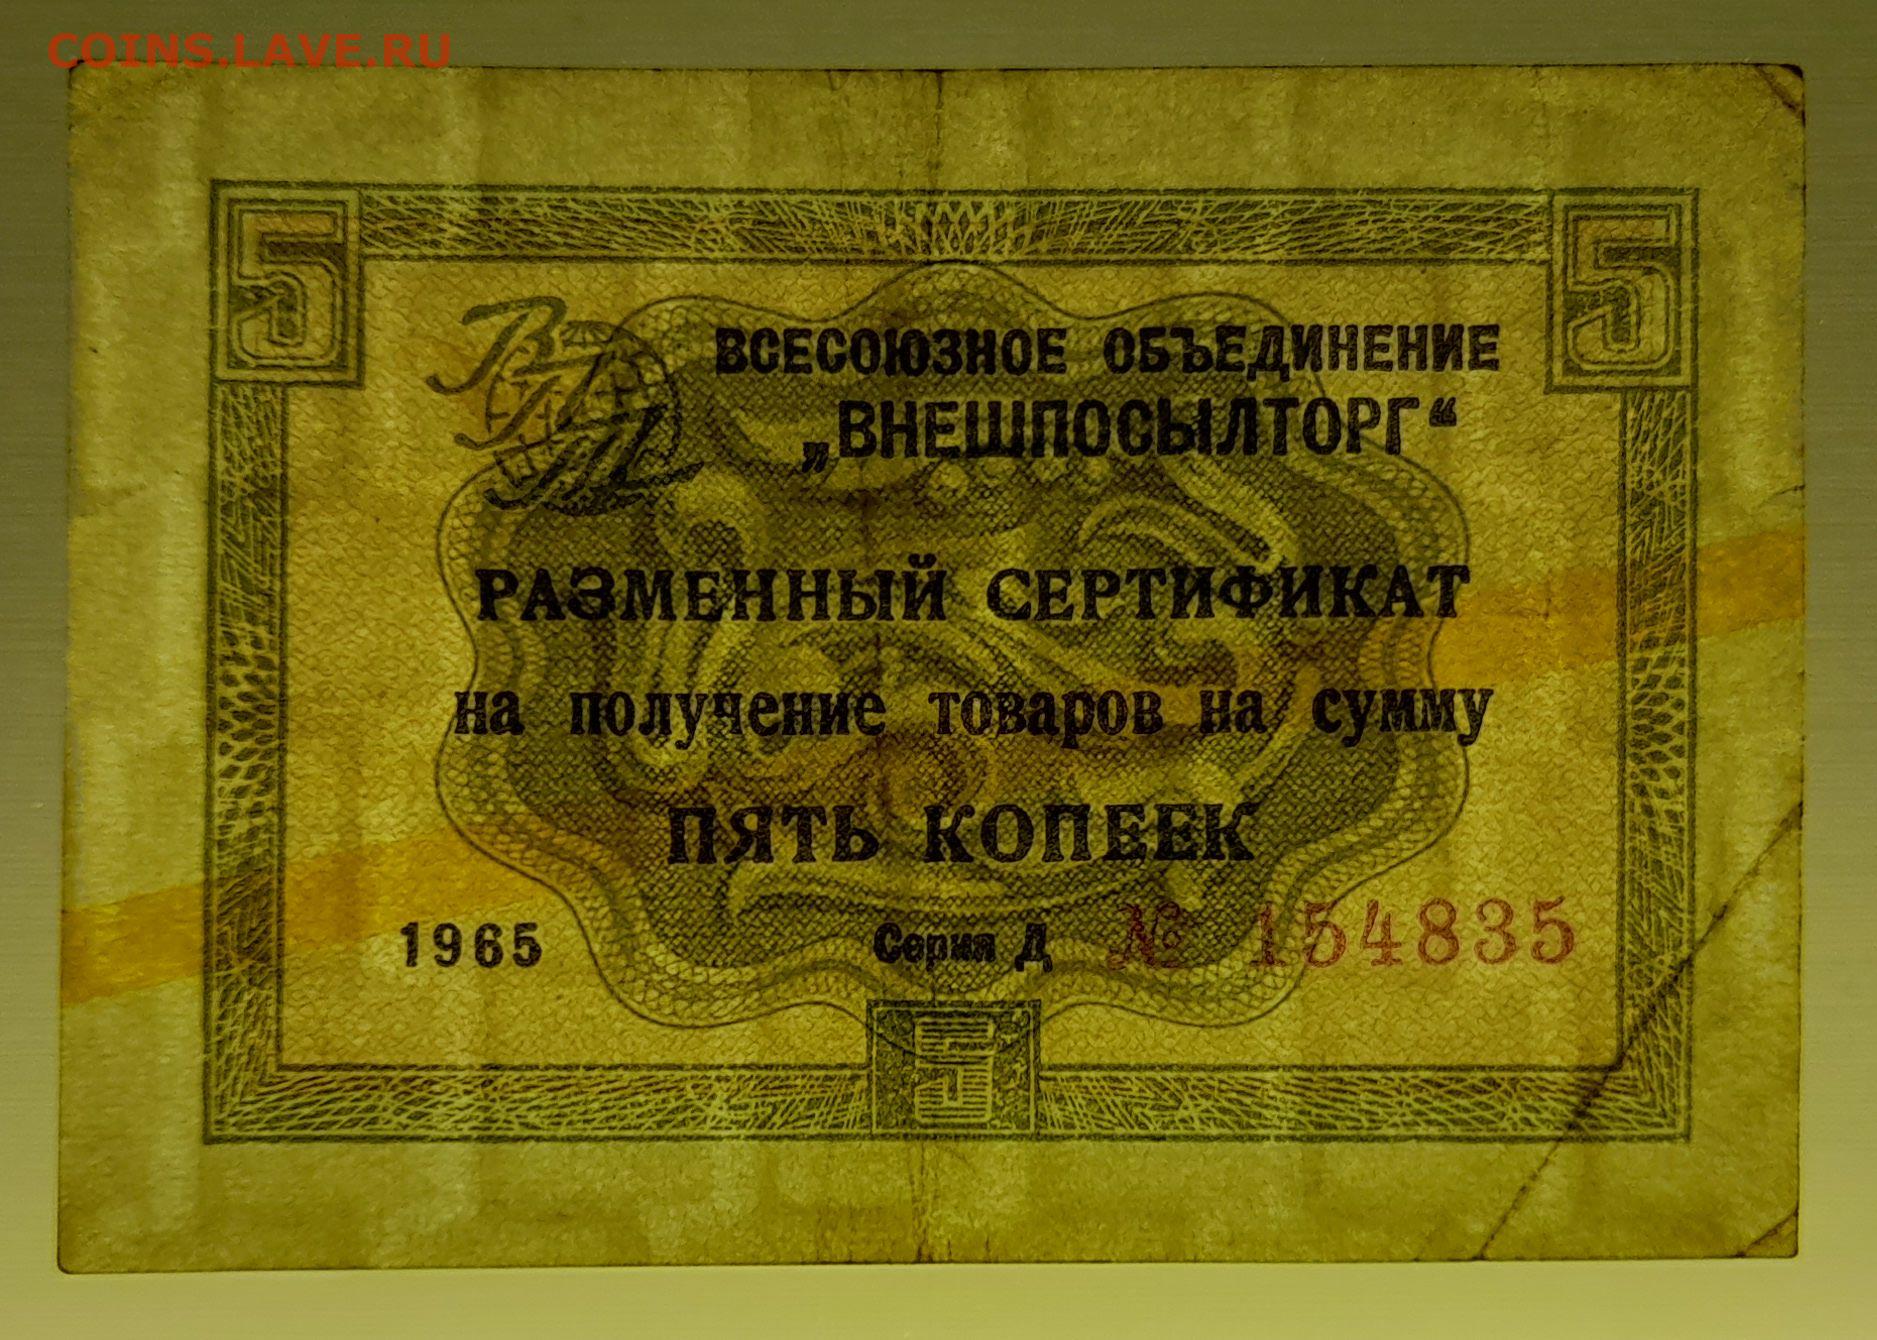 COINS.LAVE.RU
5 5
ВПТ
ВСЕСОЮЗНОЕ ОБЪЕДИНЕНИЕ
„ВНЕШПОСЫЛТОРГ“
РАЗМЕННЫЙ СЕРТИФИКАТ
на получение товаров на сумму
ПЯТЬ КОПЕЕК
1965 Серия Д № 154835
5